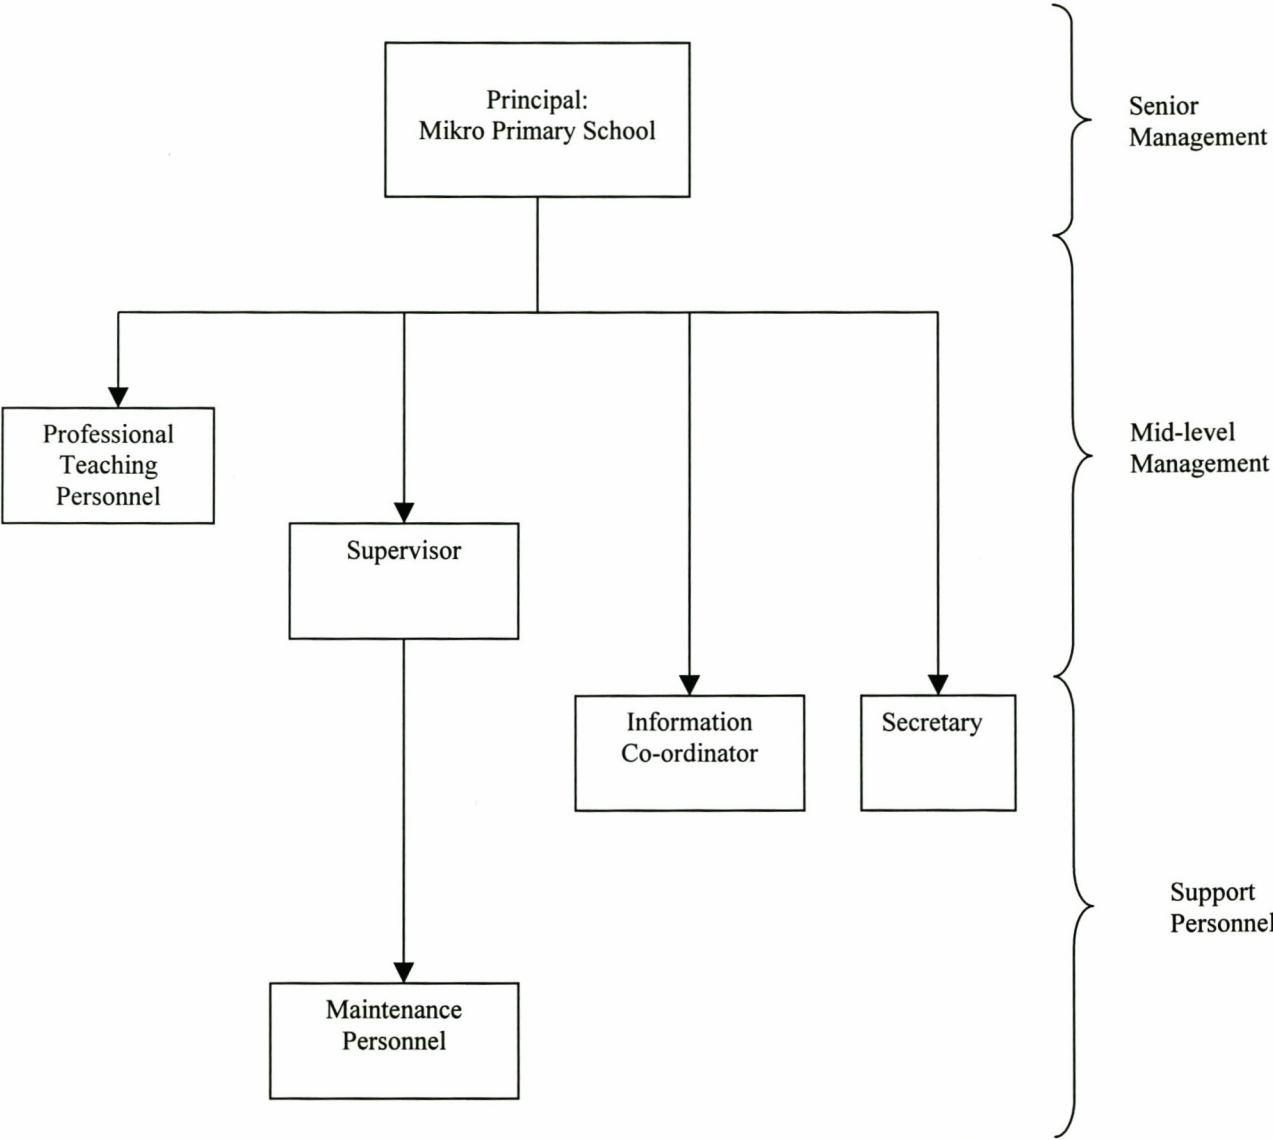 Principal:
Mikro Primary School
Senior
Management
Professional
Teaching
Personnel
Mid-level
Management
Supervisor
Information
Co-ordinator
Secretary
Support
Personnel
Maintenance
Personnel